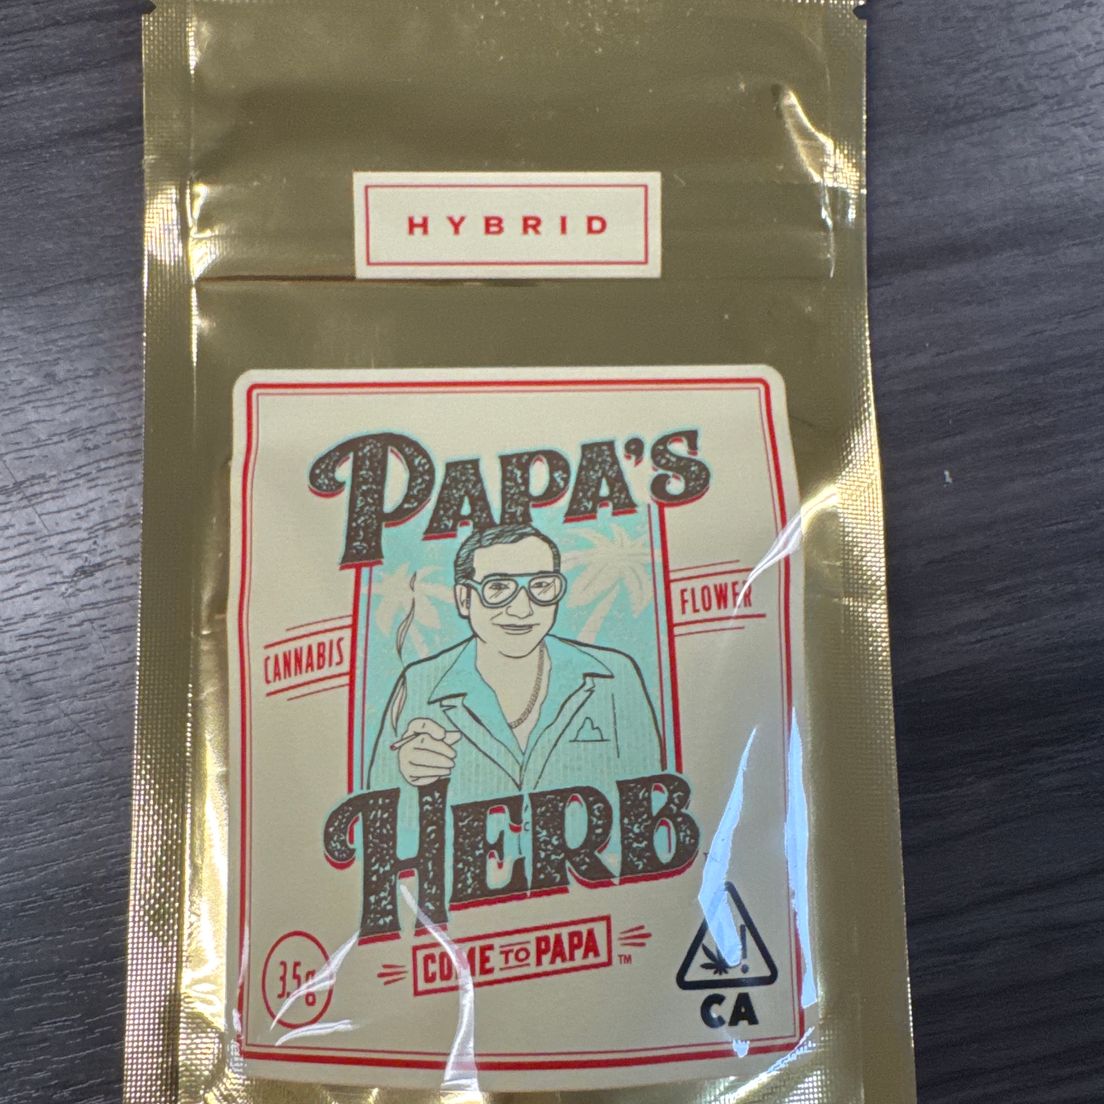 HYBRID
PAPA'S
CANNABIS
FLOWER
HERB
COME TO PAPA TM
3.5g
!
CA